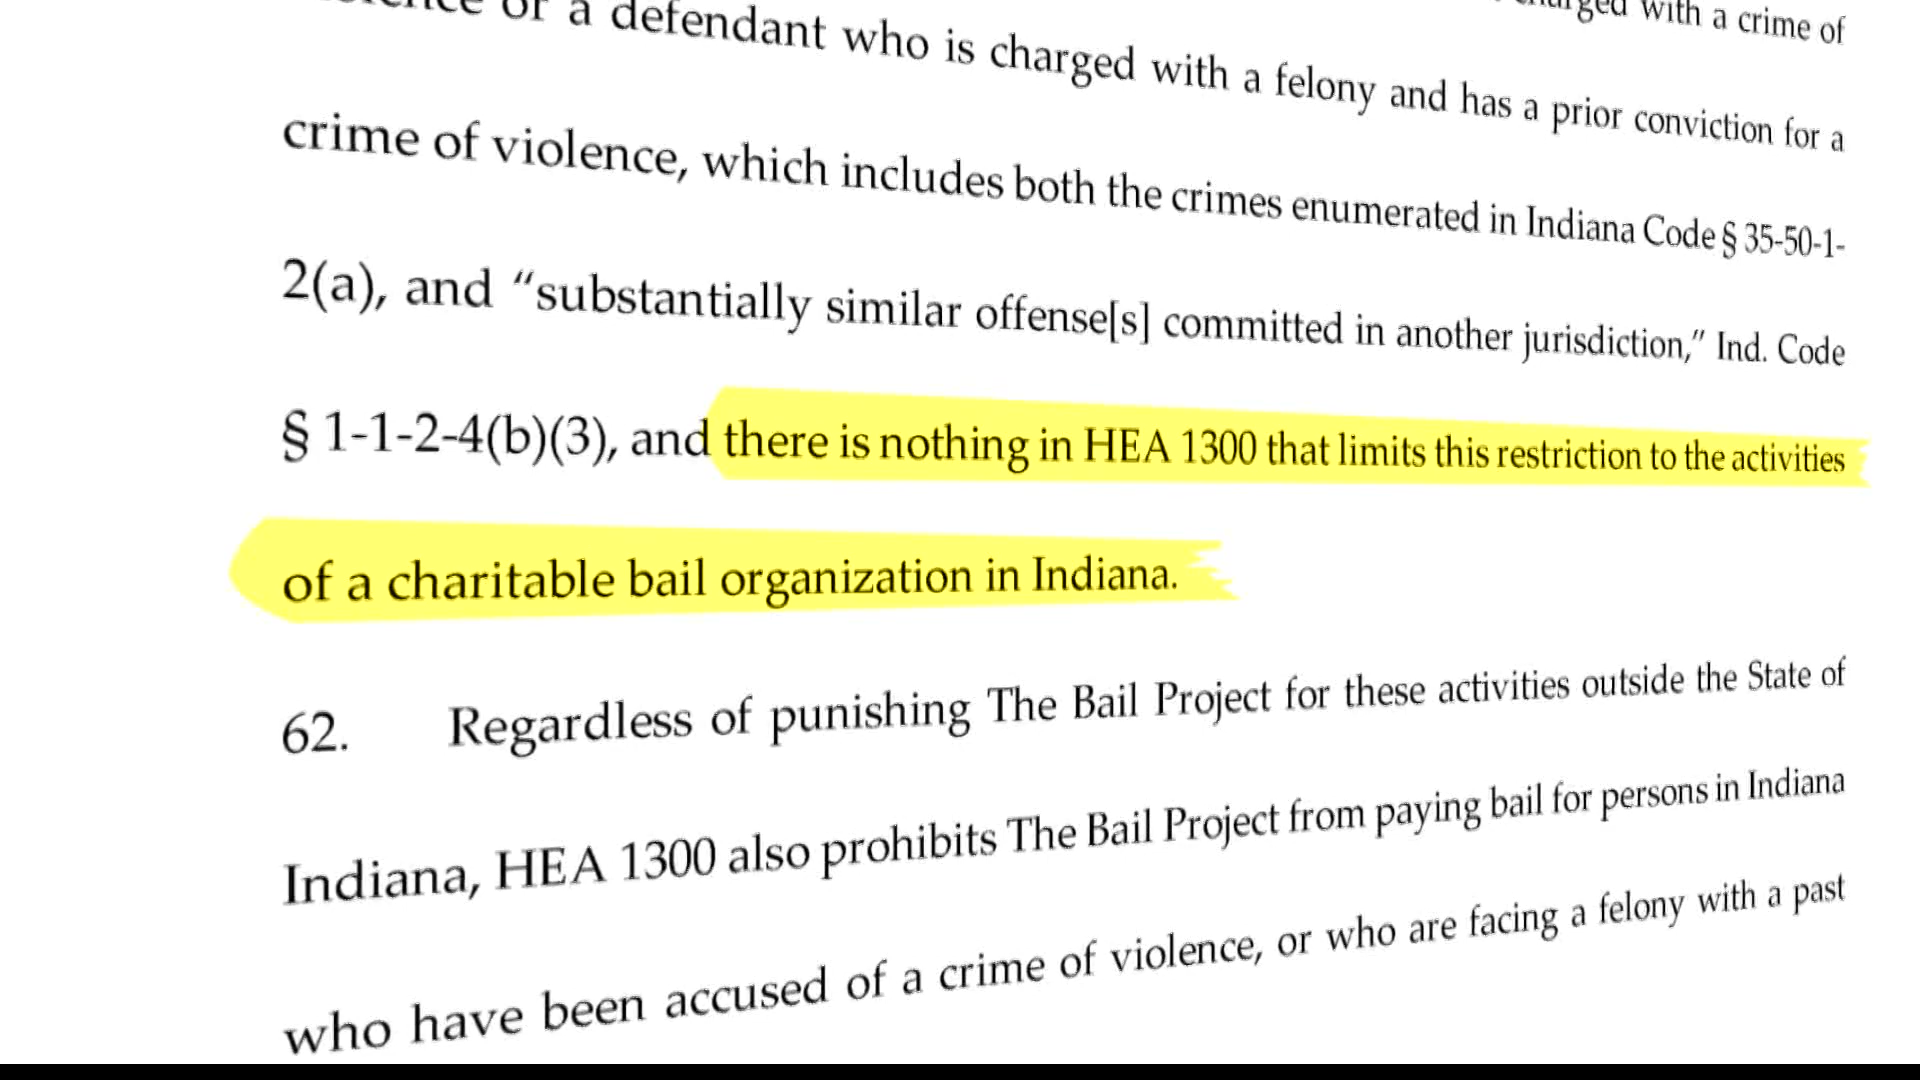 of a defendant who is charged with a felony and has a prior conviction for a
with a crime of
crime of violence, which includes both the crimes enumerated in Indiana Code § 35-50-1-
2(a), and “substantially similar offense[s] committed in another jurisdiction,” Ind. Code
§ 1-1-2-4(b)(3), and there is nothing in HEA 1300 that limits this restriction to the activities
of a charitable bail organization in Indiana.
62. Regardless of punishing The Bail Project for these activities outside the State of
Indiana, HEA 1300 also prohibits The Bail Project from paying bail for persons in Indiana
who have been accused of a crime of violence, or who are facing a felony with a past